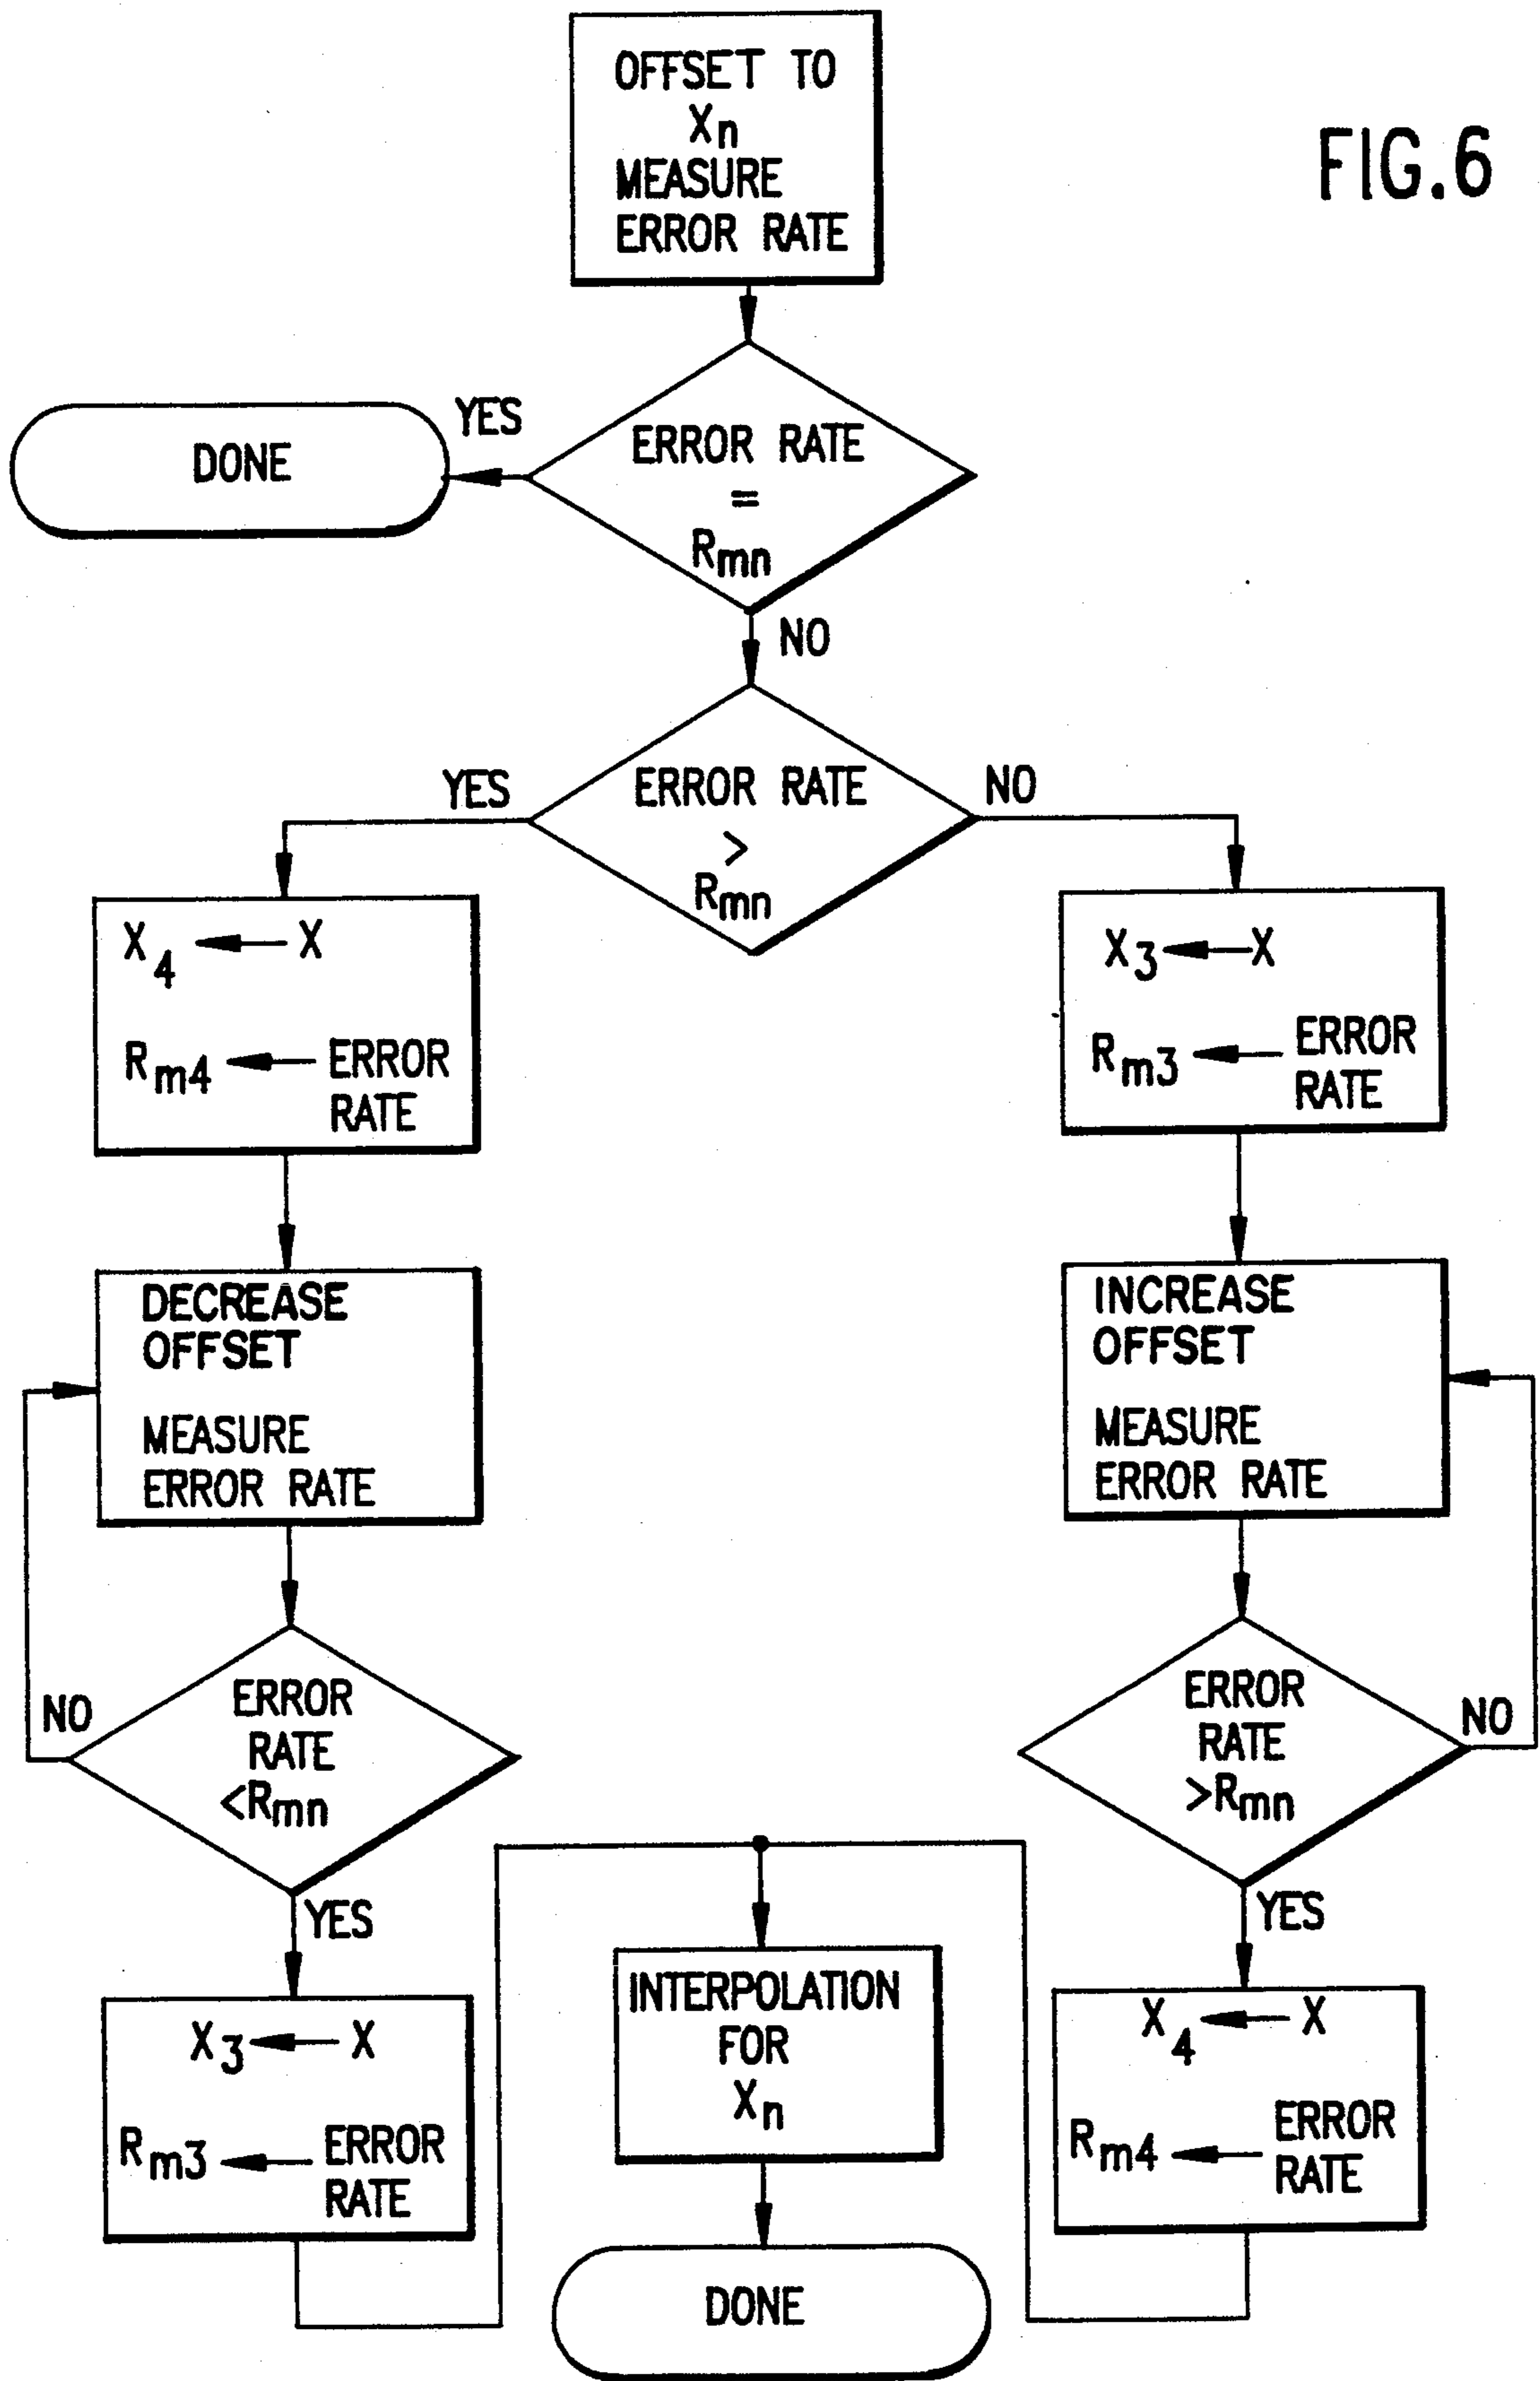 FIG.6
OFFSET TO
Xn
MEASURE
ERROR RATE
YES
DONE
ERROR RATE
=
Rmn
NO
YES
ERROR RATE
>
Rmn
NO
X4 ← X
Rm4 ← ERROR
RATE
X3 ← X
Rm3 ← ERROR
RATE
DECREASE
OFFSET
MEASURE
ERROR RATE
INCREASE
OFFSET
MEASURE
ERROR RATE
NO
ERROR
RATE
<Rmn
YES
ERROR
RATE
>Rmn
NO
YES
X3 ← X
Rm3 ← ERROR
RATE
INTERPOLATION
FOR
Xn
X4 ← X
Rm4 ← ERROR
RATE
DONE